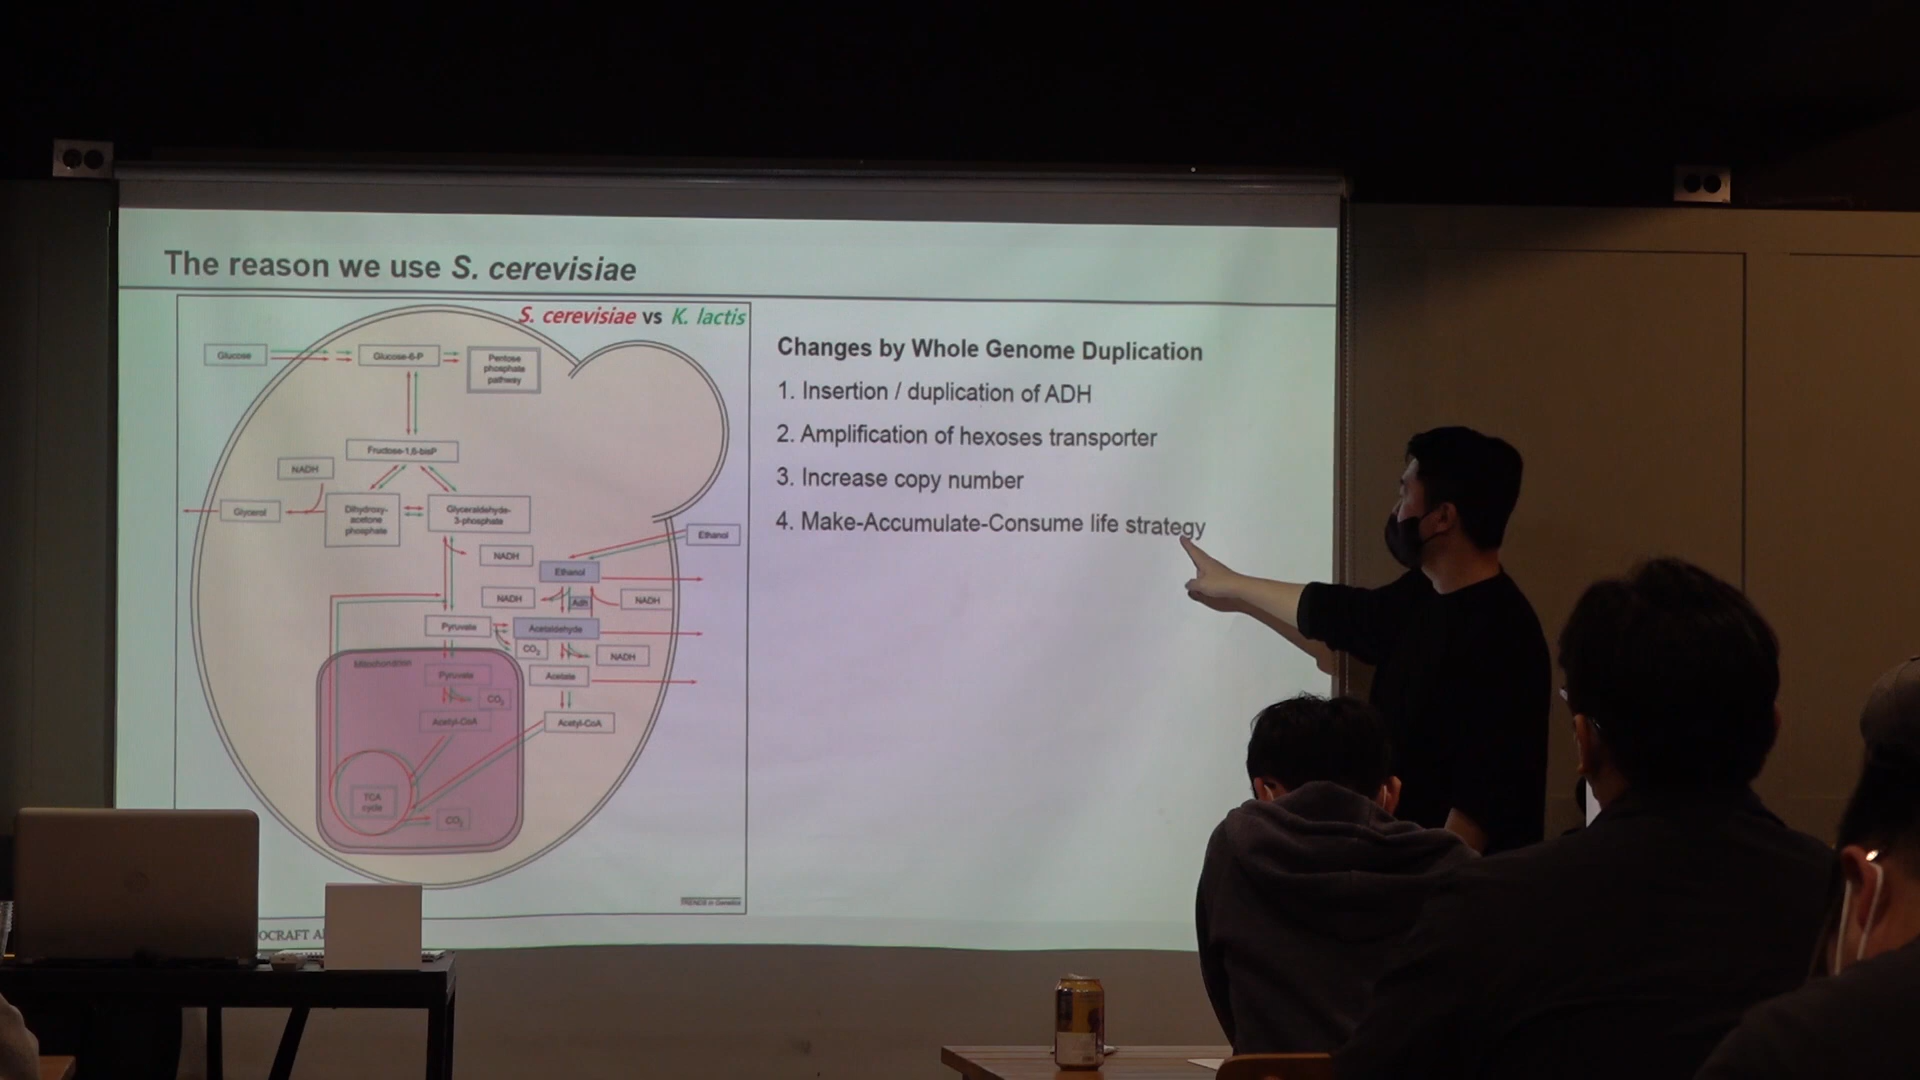 The reason we use S. cerevisiae
S. cerevisiae vs K. lactis
Glucose
Glucose-6-P
Pentose
phosphate
pathway
Fructose-1,6-bisP
NADH
Glycerol
Dihydroxy-
acetone
phosphate
Glyceraldehyde-
3-phosphate
NADH
Ethanol
Ethanol
NADH
Adh
NADH
Pyruvate
Acetaldehyde
CO2
NADH
Mitochondrion
Pyruvate
Acetate
CO2
Acetyl-CoA
Acetyl-CoA
TCA
cycle
CO2
TRENDS in Genetics
Changes by Whole Genome Duplication
1. Insertion / duplication of ADH
2. Amplification of hexoses transporter
3. Increase copy number
4. Make-Accumulate-Consume life strategy
OCRAFT A